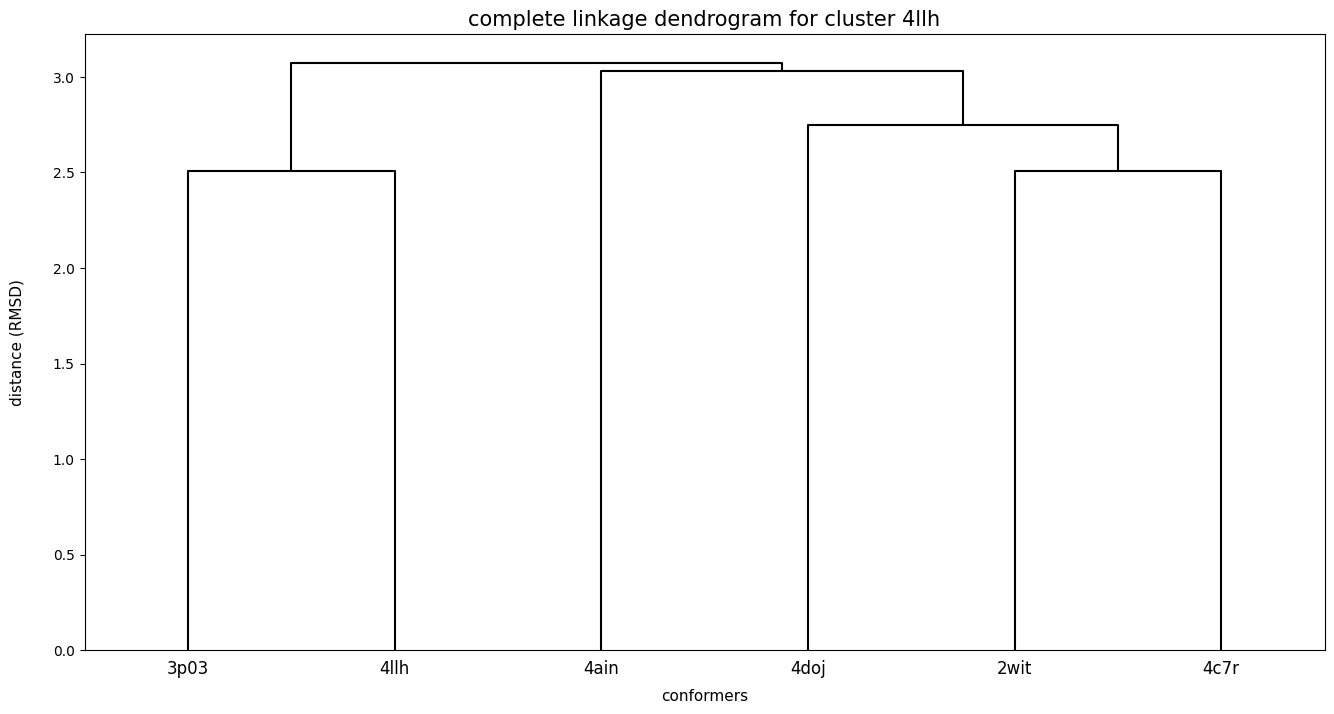 complete linkage dendrogram for cluster 4llh
3.0
2.5
2.0
1.5
1.0
0.5
0.0
distance (RMSD)
3p03 4llh 4ain 4doj 2wit 4c7r
conformers